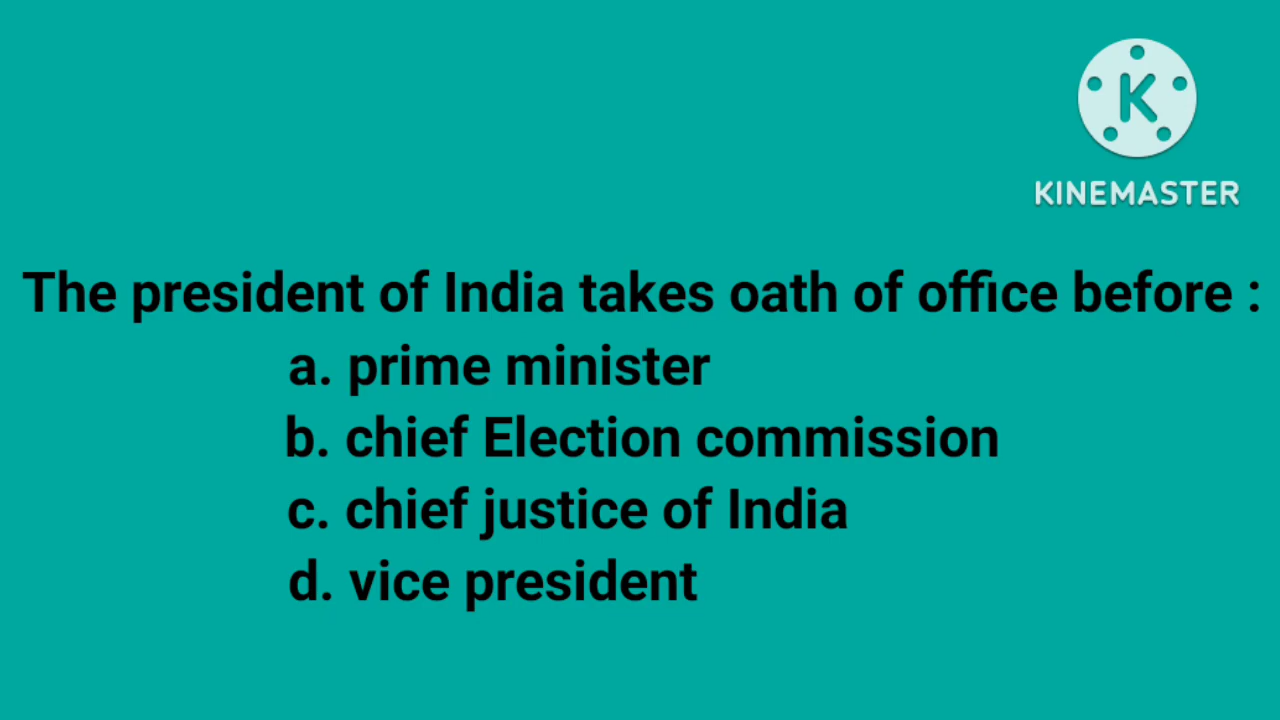 K
KINEMASTER
The president of India takes oath of office before :
a. prime minister
b. chief Election commission
c. chief justice of India
d. vice president